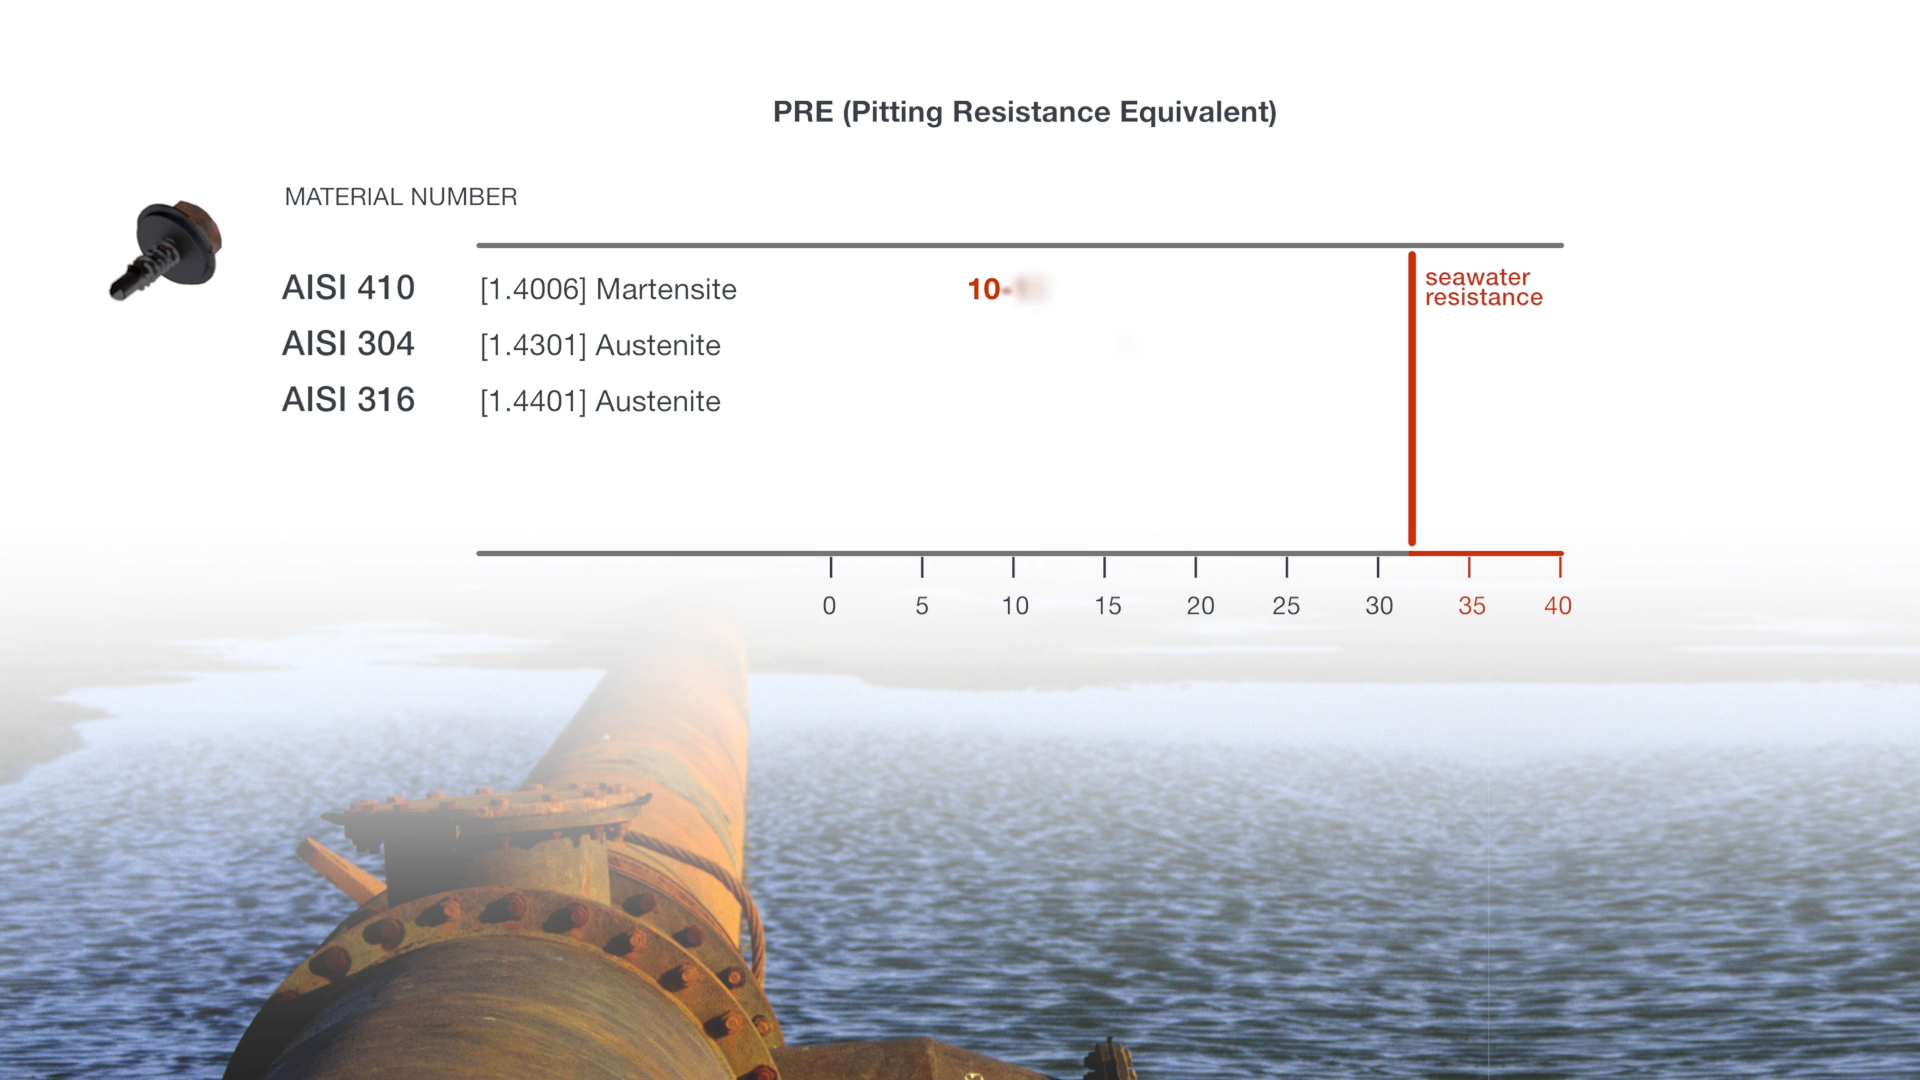 PRE (Pitting Resistance Equivalent)
MATERIAL NUMBER
AISI 410 [1.4006] Martensite 10-
seawater
resistance
AISI 304 [1.4301] Austenite
AISI 316 [1.4401] Austenite
0 5 10 15 20 25 30 35 40